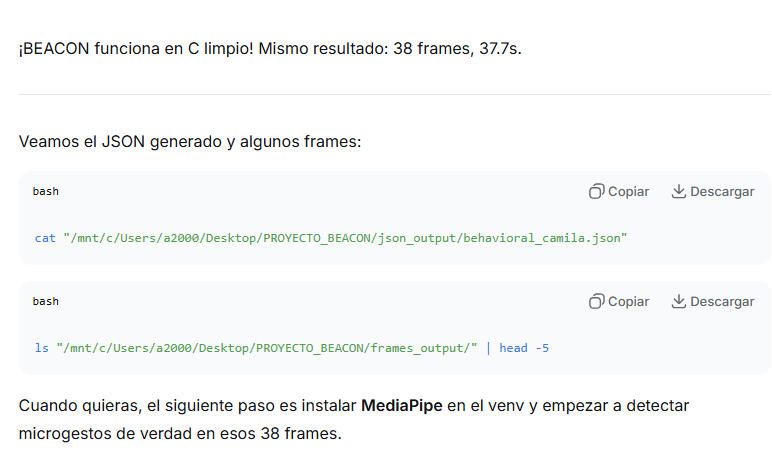 ¡BEACON funciona en C limpio! Mismo resultado: 38 frames, 37.7s.
Veamos el JSON generado y algunos frames:
bash
Copiar
Descargar
cat "/mnt/c/Users/a2000/Desktop/PROYECTO_BEACON/json_output/behavioral_camila.json"
bash
Copiar
Descargar
ls "/mnt/c/Users/a2000/Desktop/PROYECTO_BEACON/frames_output/" | head -5
Cuando quieras, el siguiente paso es instalar MediaPipe en el venv y empezar a detectar
microgestos de verdad en esos 38 frames.